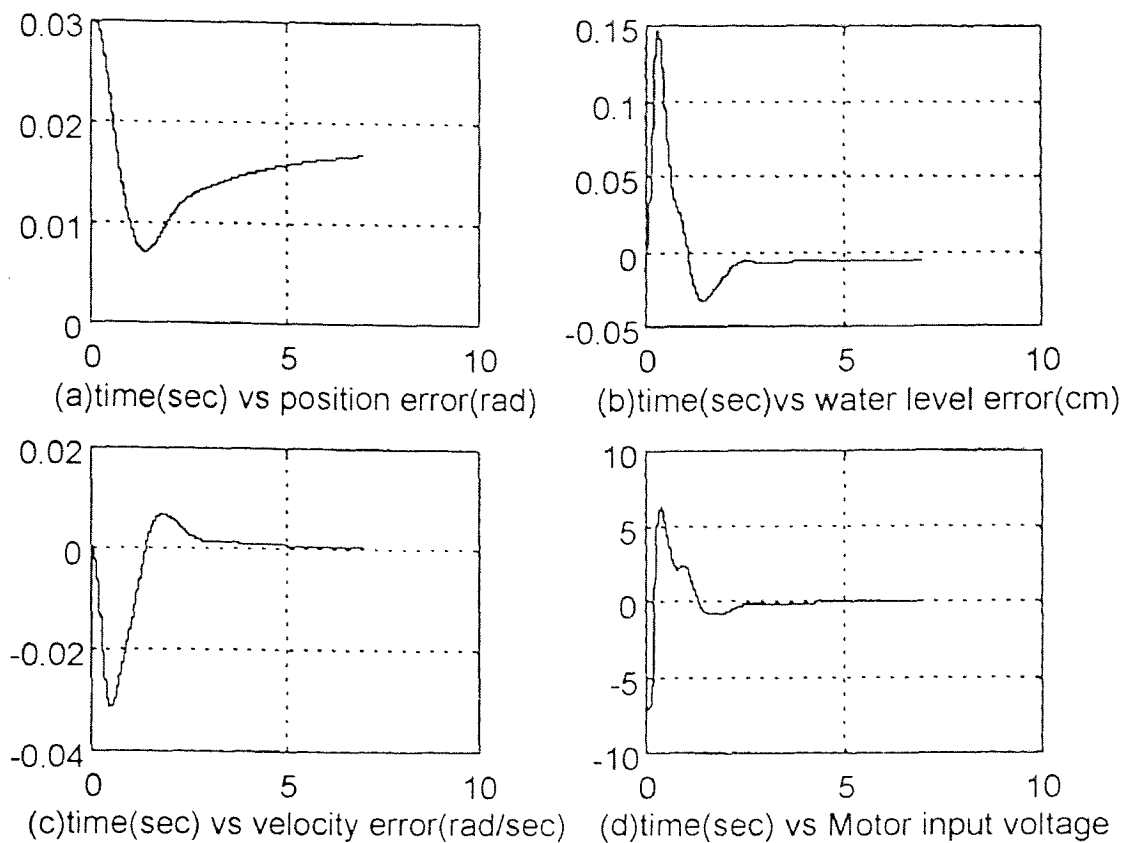 0.03
0.02
0.01
0
0 5 10
(a)time(sec) vs position error(rad)
0.15
0.1
0.05
0
-0.05
0 5 10
(b)time(sec)vs water level error(cm)
0.02
0
-0.02
-0.04
0 5 10
(c)time(sec) vs velocity error(rad/sec)
10
5
0
-5
-10
0 5 10
(d)time(sec) vs Motor input voltage